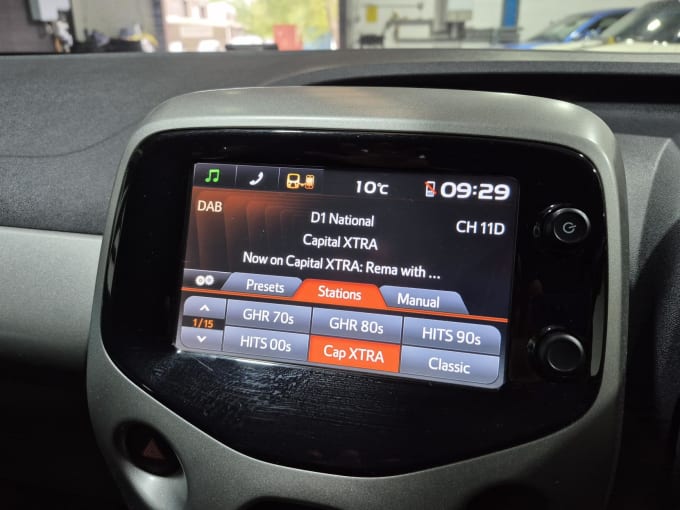 10°C
09:29
DAB
D1 National
CH 11D
Capital XTRA
Now on Capital XTRA: Rema with ...
Presets
Stations
Manual
1/15
GHR 70s
GHR 80s
HITS 90s
HITS 00s
Cap XTRA
Classic